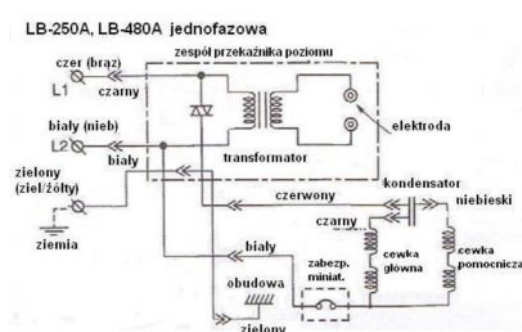 LB-250A, LB-480A jednofazowa
zespół przekaźnika poziomu
czer (brąz)
L1
czarny
biały (nieb)
L2
biały
transformator
elektroda
zielony
(ziel/żółty)
ziemia
czerwony
kondensator
niebieski
czarny
biały
zabezp.
miniat.
cewka
główna
cewka
pomocnicza
obudowa
zielony